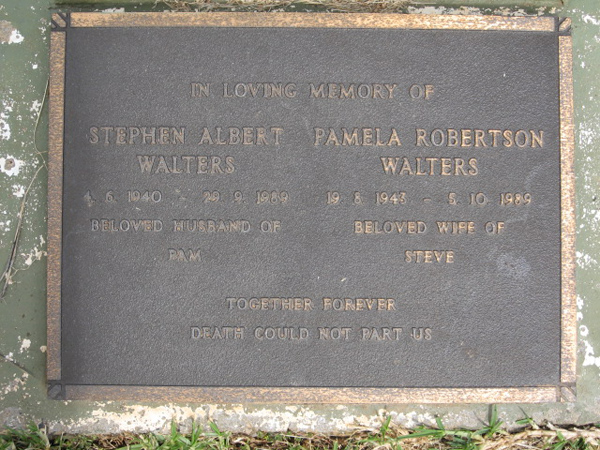 IN LOVING MEMORY OF
STEPHEN ALBERT WALTERS
4.6.1940 - 29.9.1989
BELOVED HUSBAND OF
PAM
PAMELA ROBERTSON WALTERS
19.8.1943 - 5.10.1989
BELOVED WIFE OF
STEVE
TOGETHER FOREVER
DEATH COULD NOT PART US